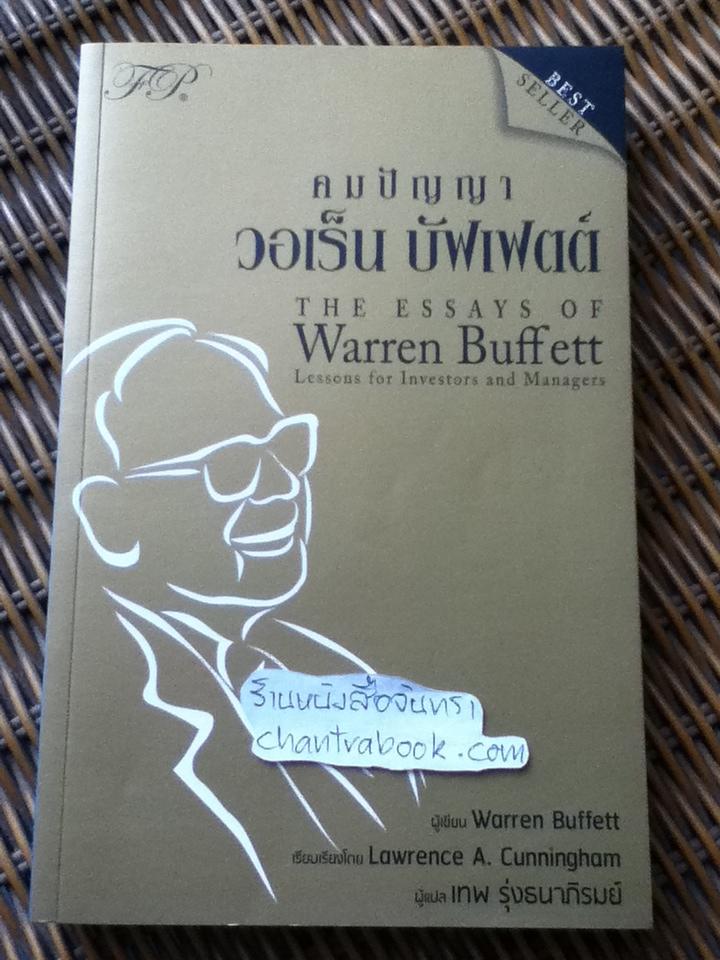 FP®
BEST
SELLER
คมปัญญา
วอเร็น บัฟเฟตต์
THE ESSAYS OF
Warren Buffett
Lessons for Investors and Managers
ร้านหนังสือจันทรา
chantrabook.com
ผู้เขียน Warren Buffett
เรียบเรียงโดย Lawrence A. Cunningham
ผู้แปล เทพ รุ่งธนาภิรมย์